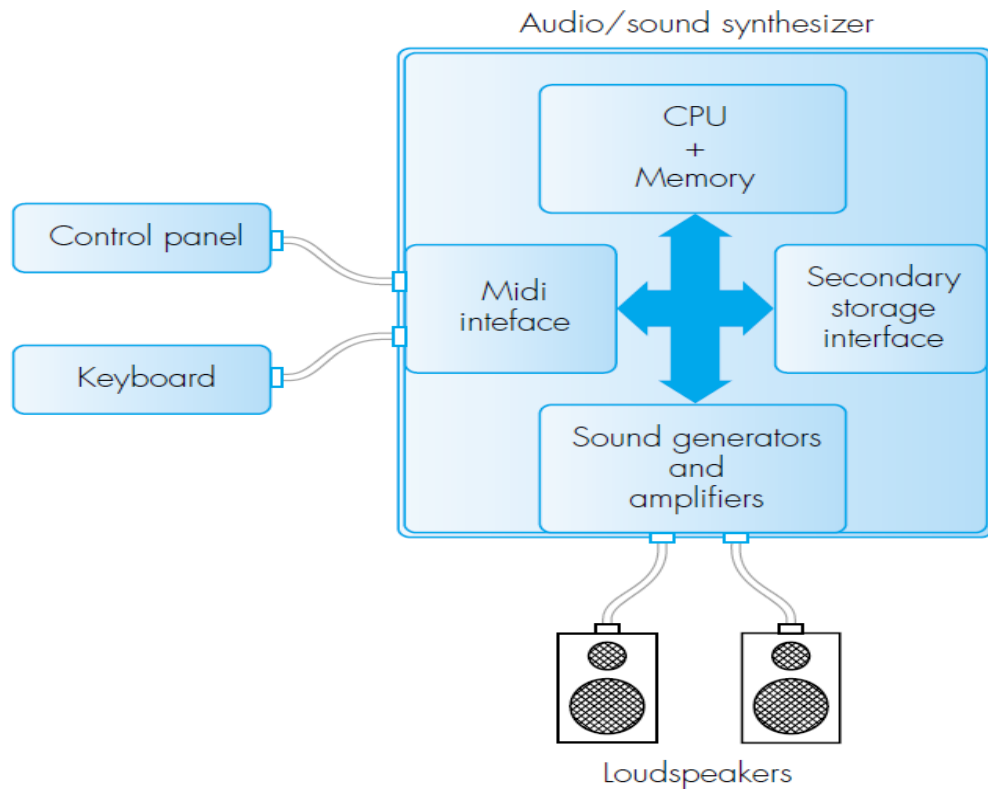 Audio/sound synthesizer
CPU
+
Memory
Control panel
Midi
inteface
Secondary
storage
interface
Keyboard
Sound generators
and
amplifiers
Loudspeakers